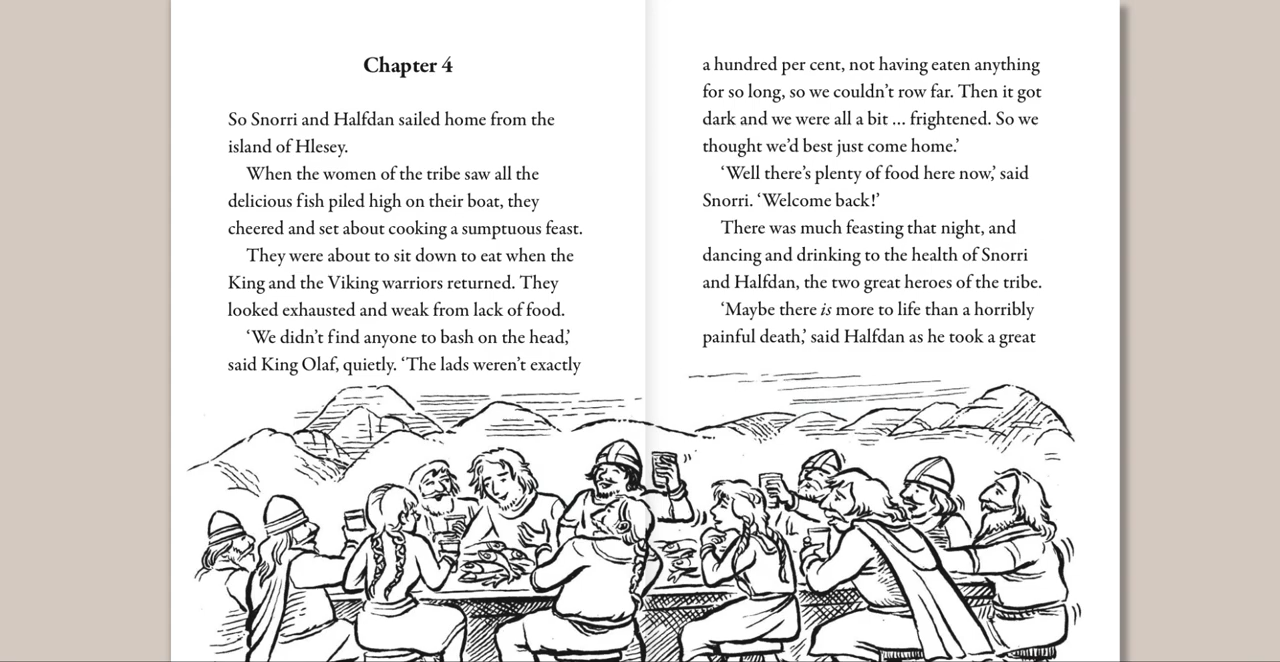 Chapter 4
So Snorri and Halfdan sailed home from the
island of Hlesey.
When the women of the tribe saw all the
delicious fish piled high on their boat, they
cheered and set about cooking a sumptuous feast.
They were about to sit down to eat when the
King and the Viking warriors returned. They
looked exhausted and weak from lack of food.
‘We didn’t find anyone to bash on the head,’
said King Olaf, quietly. ‘The lads weren’t exactly
a hundred per cent, not having eaten anything
for so long, so we couldn’t row far. Then it got
dark and we were all a bit ... frightened. So we
thought we’d best just come home.’
‘Well there’s plenty of food here now,’ said
Snorri. ‘Welcome back!’
There was much feasting that night, and
dancing and drinking to the health of Snorri
and Halfdan, the two great heroes of the tribe.
‘Maybe there is more to life than a horribly
painful death,’ said Halfdan as he took a great